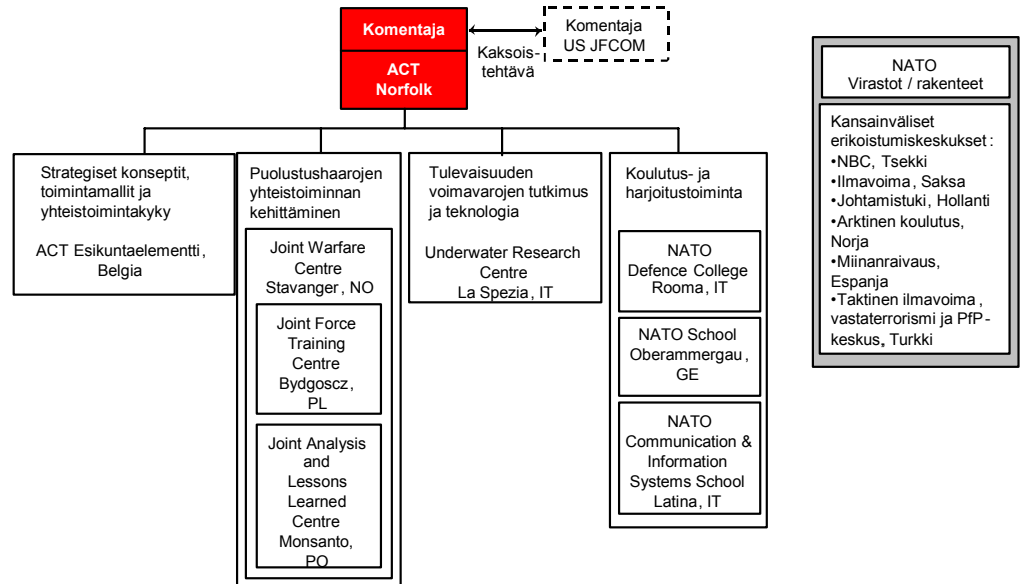 Komentaja
ACT
Norfolk
Kaksois-
tehtävä
Komentaja
US JFCOM
Strategiset konseptit,
toimintamallit ja
yhteistoimintakyky
ACT Esikuntaelementti,
Belgia
Puolustushaarojen
yhteistoiminnan
kehittäminen
Joint Warfare
Centre
Stavanger, NO
Joint Force
Training
Centre
Bydgoscz,
PL
Joint Analysis
and
Lessons
Learned
Centre
Monsanto,
PO
Tulevaisuuden
voimavarojen tutkimus
ja teknologia
Underwater Research
Centre
La Spezia, IT
Koulutus- ja
harjoitustoiminta
NATO
Defence College
Rooma, IT
NATO School
Oberammergau,
GE
NATO
Communication &
Information
Systems School
Latina, IT
NATO
Virastot / rakenteet
Kansainväliset
erikoistumiskeskukset:
•NBC, Tsekki
•Ilmavoima, Saksa
•Johtamistuki, Hollanti
•Arktinen koulutus,
Norja
•Miinanraivaus,
Espanja
•Taktinen ilmavoima,
vastaterrorismi ja PfP-
keskus, Turkki